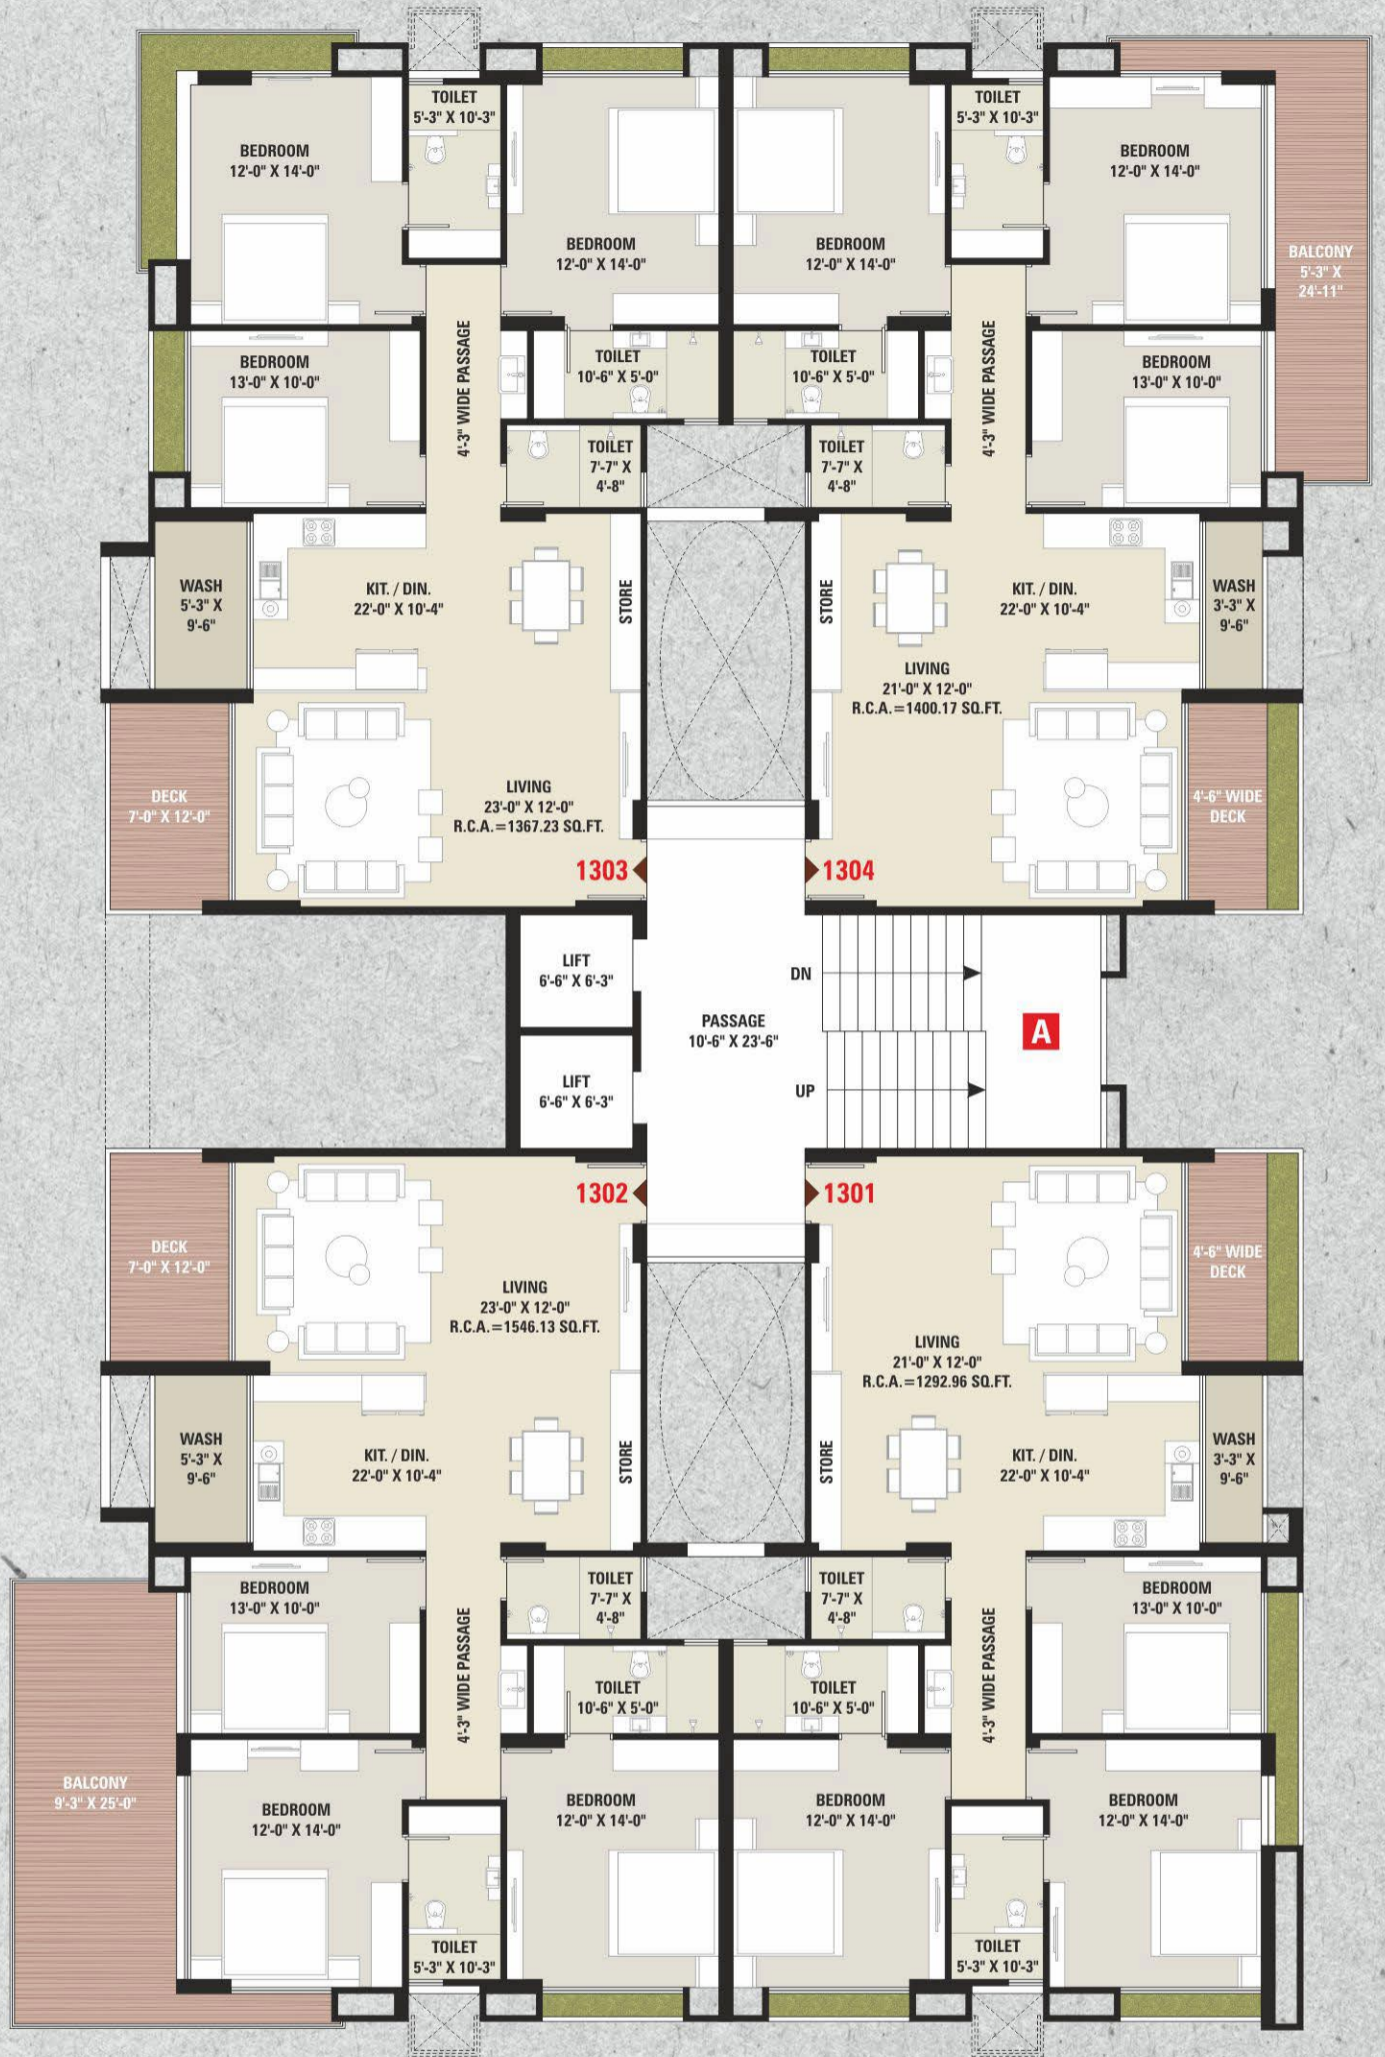 TOILET
5'-3" X 10'-3"
TOILET
5'-3" X 10'-3"
BEDROOM
12'-0" X 14'-0"
BEDROOM
12'-0" X 14'-0"
BEDROOM
12'-0" X 14'-0"
BEDROOM
12'-0" X 14'-0"
BALCONY
5'-3" X
24'-11"
BEDROOM
13'-0" X 10'-0"
4'-3" WIDE PASSAGE
TOILET
10'-6" X 5'-0"
TOILET
10'-6" X 5'-0"
4'-3" WIDE PASSAGE
BEDROOM
13'-0" X 10'-0"
TOILET
7'-7" X
4'-8"
TOILET
7'-7" X
4'-8"
WASH
5'-3" X
9'-6"
KIT. / DIN.
22'-0" X 10'-4"
STORE
STORE
KIT. / DIN.
22'-0" X 10'-4"
WASH
3'-3" X
9'-6"
LIVING
21'-0" X 12'-0"
R.C.A.=1400.17 SQ.FT.
DECK
7'-0" X 12'-0"
LIVING
23'-0" X 12'-0"
R.C.A.=1367.23 SQ.FT.
4'-6" WIDE
DECK
1303
1304
LIFT
6'-6" X 6'-3"
DN
PASSAGE
10'-6" X 23'-6"
A
LIFT
6'-6" X 6'-3"
UP
1302
1301
DECK
7'-0" X 12'-0"
LIVING
23'-0" X 12'-0"
R.C.A.=1546.13 SQ.FT.
4'-6" WIDE
DECK
LIVING
21'-0" X 12'-0"
R.C.A.=1292.96 SQ.FT.
WASH
5'-3" X
9'-6"
KIT. / DIN.
22'-0" X 10'-4"
STORE
STORE
KIT. / DIN.
22'-0" X 10'-4"
WASH
3'-3" X
9'-6"
BEDROOM
13'-0" X 10'-0"
TOILET
7'-7" X
4'-8"
TOILET
7'-7" X
4'-8"
BEDROOM
13'-0" X 10'-0"
4'-3" WIDE PASSAGE
TOILET
10'-6" X 5'-0"
TOILET
10'-6" X 5'-0"
4'-3" WIDE PASSAGE
BALCONY
9'-3" X 25'-0"
BEDROOM
12'-0" X 14'-0"
BEDROOM
12'-0" X 14'-0"
BEDROOM
12'-0" X 14'-0"
BEDROOM
12'-0" X 14'-0"
TOILET
5'-3" X 10'-3"
TOILET
5'-3" X 10'-3"